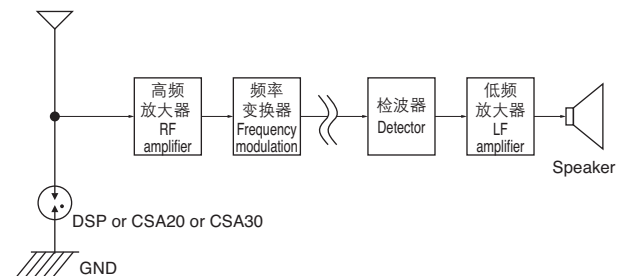 高频
放大器
RF
amplifier
频率
变换器
Frequency
modulation
检波器
Detector
低频
放大器
LF
amplifier
Speaker
DSP or CSA20 or CSA30
GND